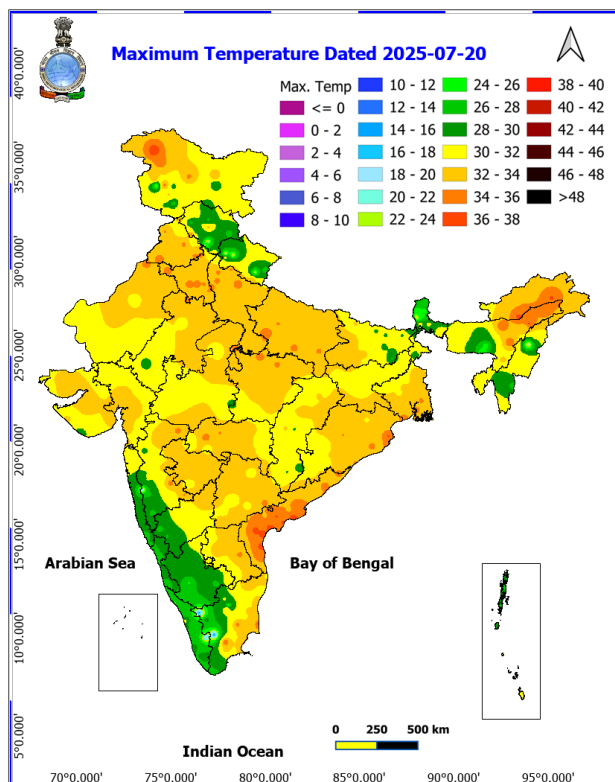 Maximum Temperature Dated 2025-07-20
Max. Temp
<= 0
0 - 2
2 - 4
4 - 6
6 - 8
8 - 10
10 - 12
12 - 14
14 - 16
16 - 18
18 - 20
20 - 22
22 - 24
24 - 26
26 - 28
28 - 30
30 - 32
32 - 34
34 - 36
36 - 38
38 - 40
40 - 42
42 - 44
44 - 46
46 - 48
>48
40°0.000'
35°0.000'
30°0.000'
25°0.000'
20°0.000'
15°0.000'
10°0.000'
5°0.000'
Arabian Sea
Bay of Bengal
0 250 500 km
Indian Ocean
70°0.000' 75°0.000' 80°0.000' 85°0.000' 90°0.000' 95°0.000'